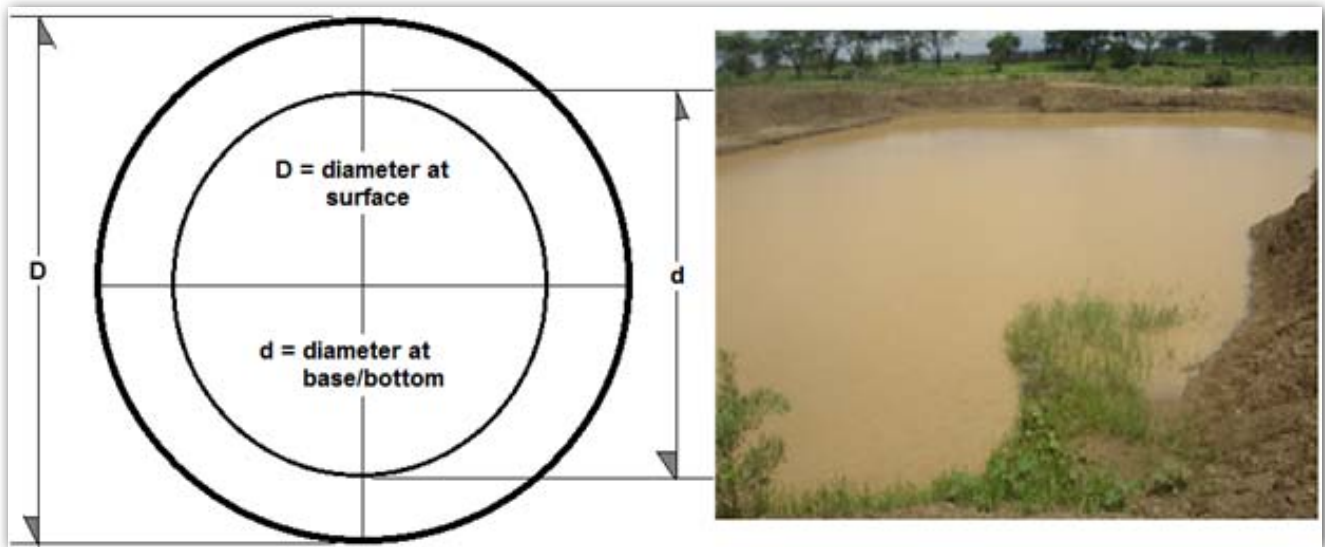 D = diameter at
surface
D
d
d = diameter at
base/bottom